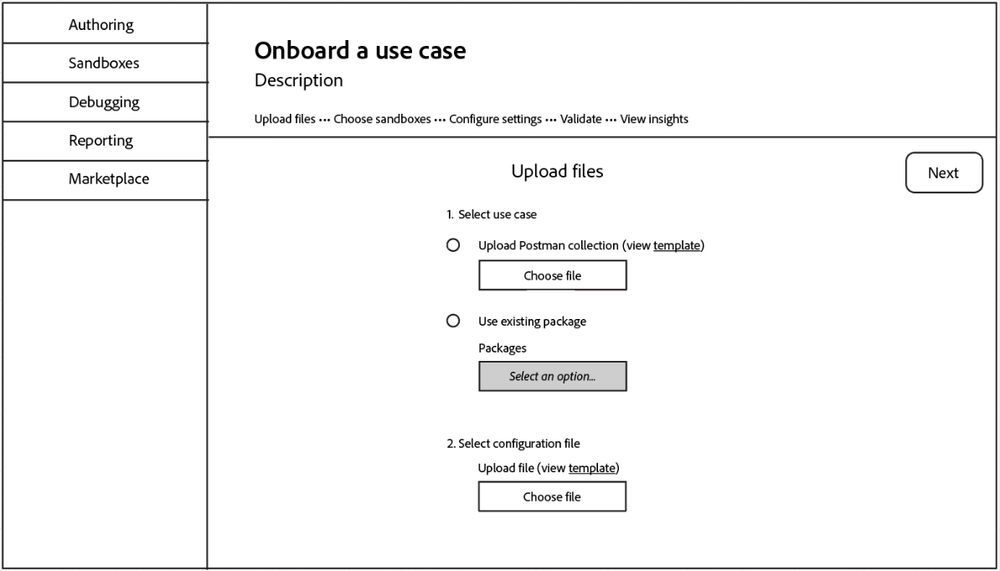 Authoring
Sandboxes
Debugging
Reporting
Marketplace
Onboard a use case
Description
Upload files ··· Choose sandboxes ··· Configure settings ··· Validate ··· View insights
Upload files
Next
1. Select use case
Upload Postman collection (view template)
Choose file
Use existing package
Packages
Select an option...
2. Select configuration file
Upload file (view template)
Choose file